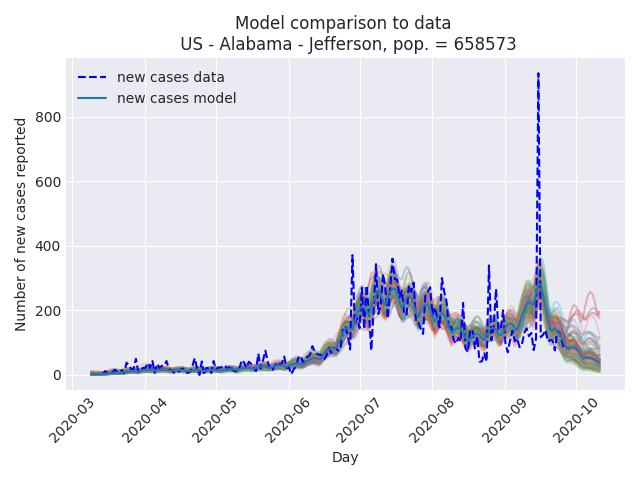 Model comparison to data
US - Alabama - Jefferson, pop. = 658573
new cases data
new cases model
Number of new cases reported
800
600
400
200
0
2020-03
2020-04
2020-05
2020-06
2020-07
2020-08
2020-09
2020-10
Day